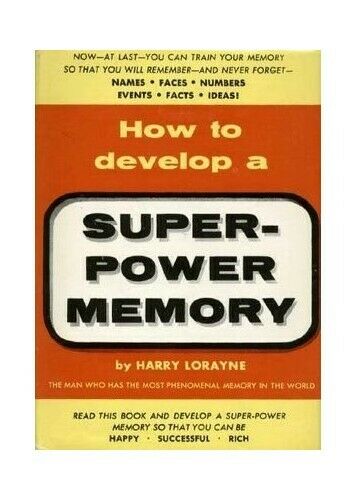 NOW—AT LAST—YOU CAN TRAIN YOUR MEMORY
SO THAT YOU WILL REMEMBER—AND NEVER FORGET—
NAMES • FACES • NUMBERS
EVENTS • FACTS • IDEAS!
How to
develop a
SUPER-
POWER
MEMORY
by HARRY LORAYNE
THE MAN WHO HAS THE MOST PHENOMENAL MEMORY IN THE WORLD
READ THIS BOOK AND DEVELOP A SUPER-POWER
MEMORY SO THAT YOU CAN BE
HAPPY · SUCCESSFUL · RICH